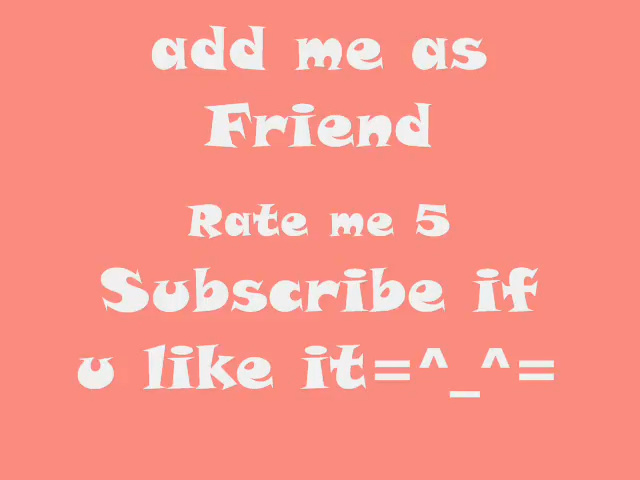 add me as
Friend
Rate me 5
Subscribe if
u like it=^_^=